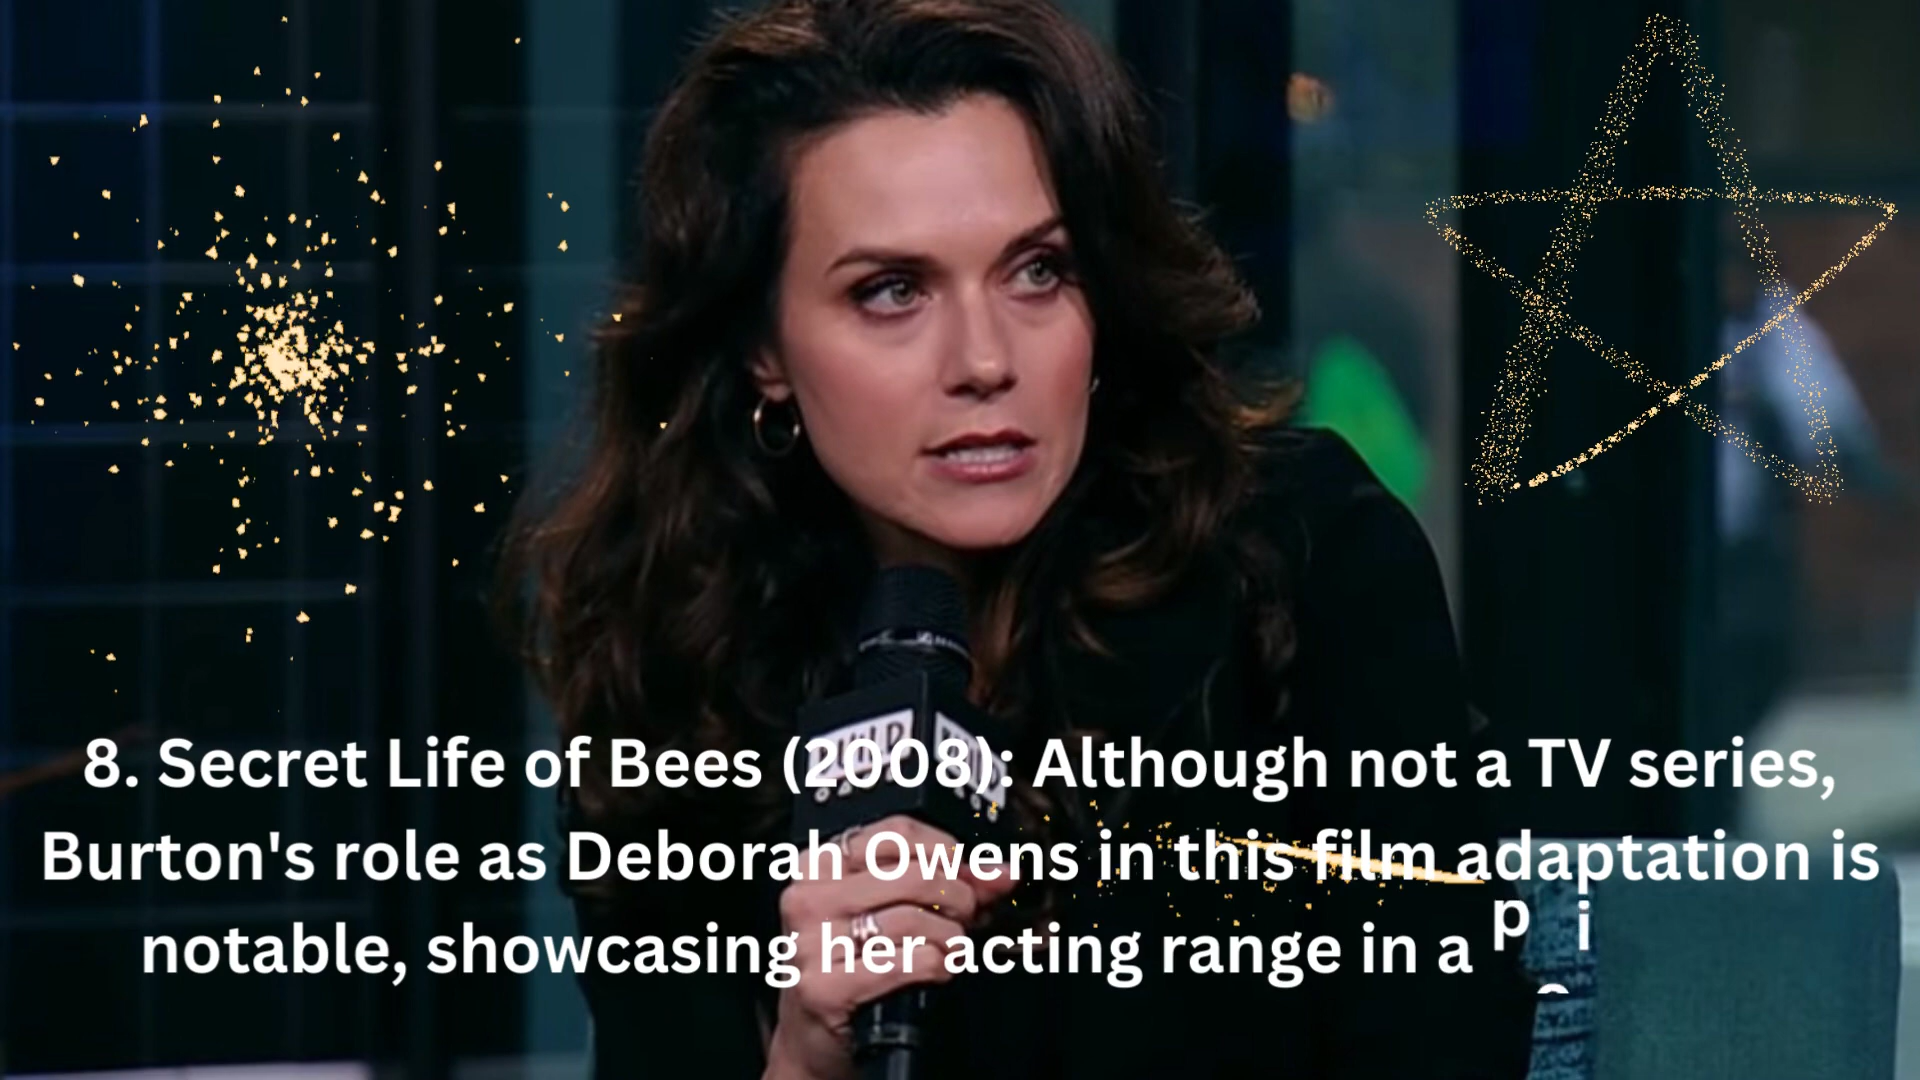 8. Secret Life of Bees (2008): Although not a TV series,
Burton's role as Deborah Owens in this film adaptation is
notable, showcasing her acting range in a p i